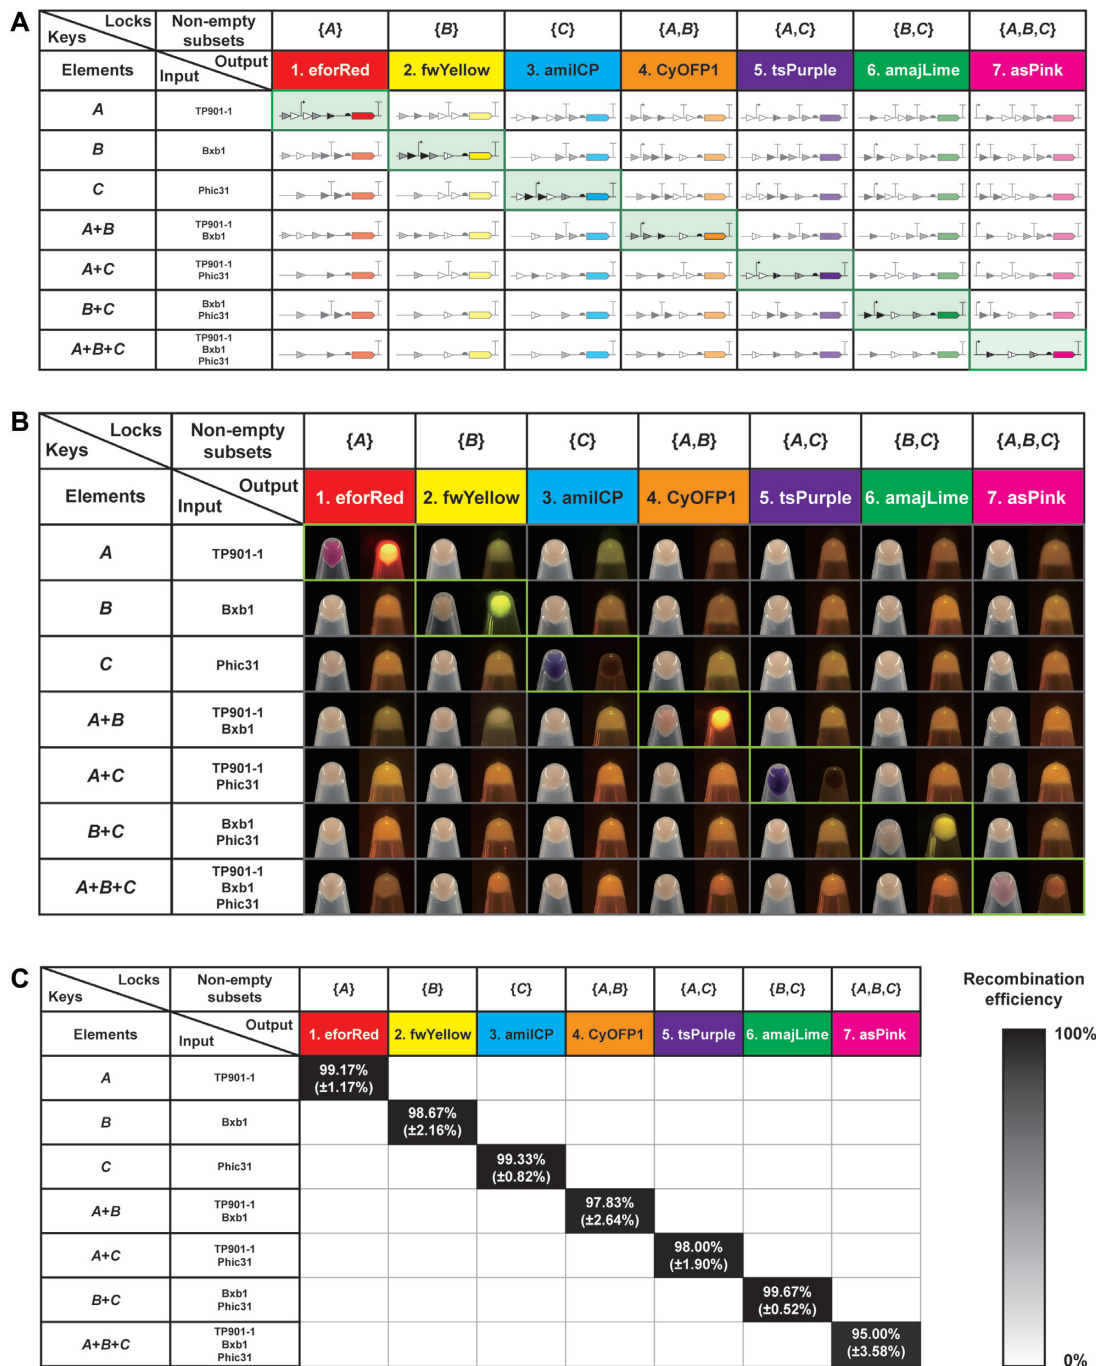 A
Locks
Keys
Non-empty
subsets
{A}
{B}
{C}
{A,B}
{A,C}
{B,C}
{A,B,C}
Elements
Output
Input
1. eforRed
2. fwYellow
3. amilCP
4. CyOFP1
5. tsPurple
6. amajLime
7. asPink
A
TP901-1
B
Bxb1
C
Phic31
A+B
TP901-1
Bxb1
A+C
TP901-1
Phic31
B+C
Bxb1
Phic31
A+B+C
TP901-1
Bxb1
Phic31
B
Locks
Keys
Non-empty
subsets
{A}
{B}
{C}
{A,B}
{A,C}
{B,C}
{A,B,C}
Elements
Output
Input
1. eforRed
2. fwYellow
3. amilCP
4. CyOFP1
5. tsPurple
6. amajLime
7. asPink
A
TP901-1
B
Bxb1
C
Phic31
A+B
TP901-1
Bxb1
A+C
TP901-1
Phic31
B+C
Bxb1
Phic31
A+B+C
TP901-1
Bxb1
Phic31
C
Locks
Keys
Non-empty
subsets
{A}
{B}
{C}
{A,B}
{A,C}
{B,C}
{A,B,C}
Elements
Output
Input
1. eforRed
2. fwYellow
3. amilCP
4. CyOFP1
5. tsPurple
6. amajLime
7. asPink
A
TP901-1
99.17%
(±1.17%)
B
Bxb1
98.67%
(±2.16%)
C
Phic31
99.33%
(±0.82%)
A+B
TP901-1
Bxb1
97.83%
(±2.64%)
A+C
TP901-1
Phic31
98.00%
(±1.90%)
B+C
Bxb1
Phic31
99.67%
(±0.52%)
A+B+C
TP901-1
Bxb1
Phic31
95.00%
(±3.58%)
Recombination
efficiency
100%
0%